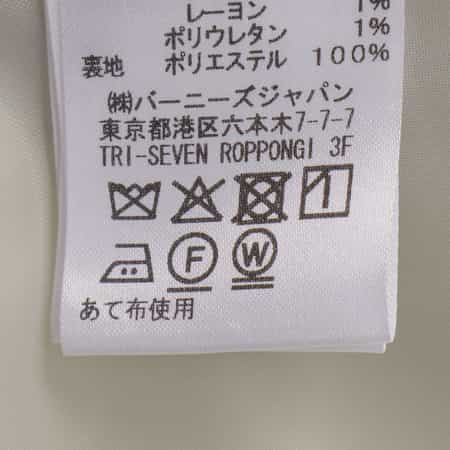 レーヨン 1%
ポリウレタン 1%
裏地 ポリエステル 100%
㈱バーニーズジャパン
東京都港区六本木7-7-7
TRI-SEVEN ROPPONGI 3F
F W
あて布使用